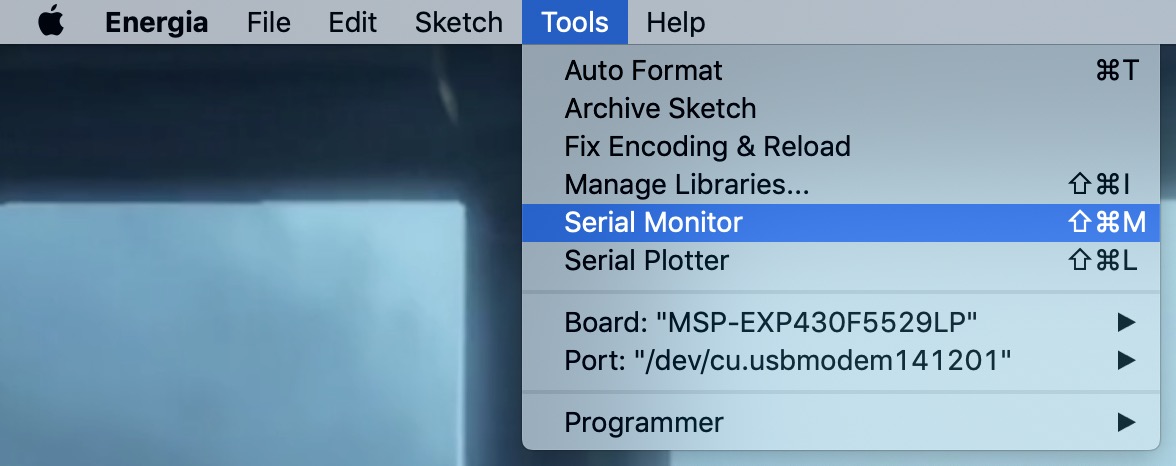 Energia File Edit Sketch Tools Help
Auto Format ⌘T
Archive Sketch
Fix Encoding & Reload
Manage Libraries... ⇧⌘I
Serial Monitor ⇧⌘M
Serial Plotter ⇧⌘L
Board: "MSP-EXP430F5529LP" ▶
Port: "/dev/cu.usbmodem141201" ▶
Programmer ▶